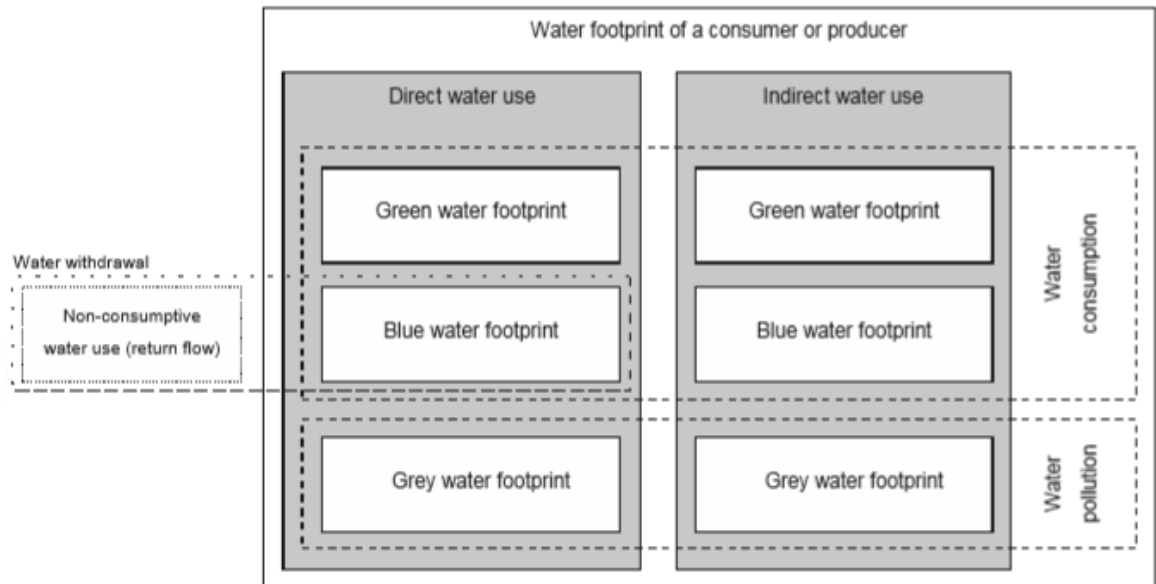 Water footprint of a consumer or producer
Direct water use
Indirect water use
Green water footprint
Green water footprint
Water
consumption
Water withdrawal
Non-consumptive
water use (return flow)
Blue water footprint
Blue water footprint
Grey water footprint
Grey water footprint
Water
pollution